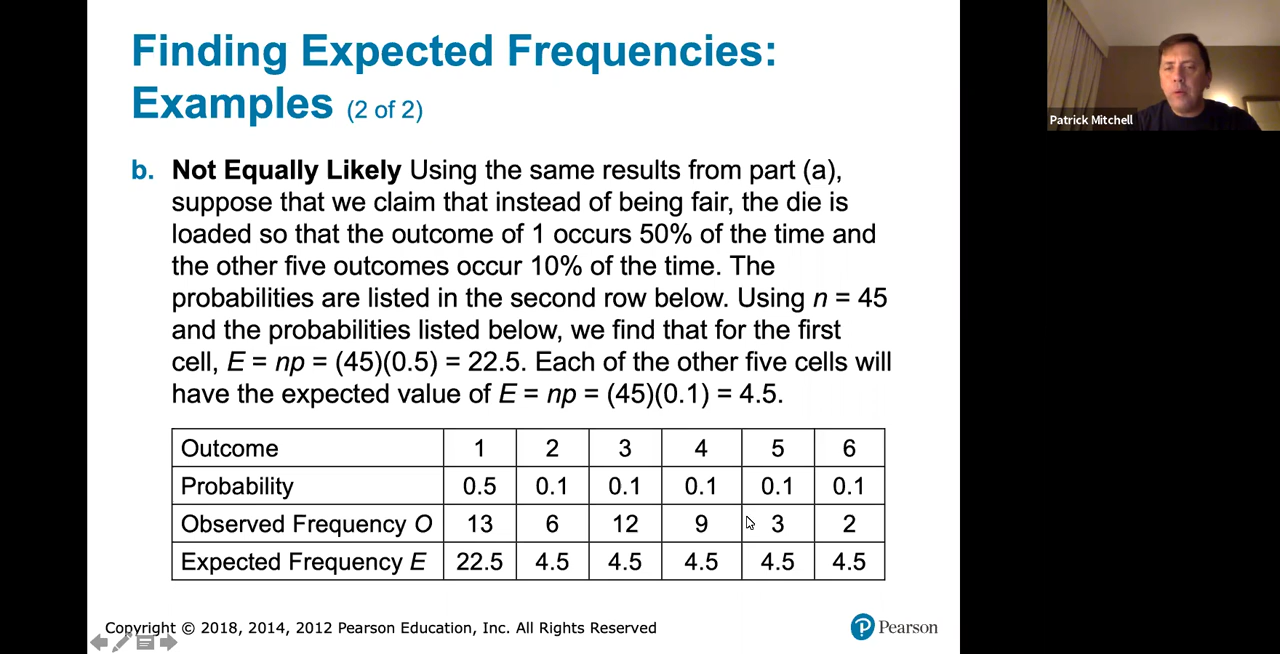 Finding Expected Frequencies:
Examples (2 of 2)
b. Not Equally Likely Using the same results from part (a),
suppose that we claim that instead of being fair, the die is
loaded so that the outcome of 1 occurs 50% of the time and
the other five outcomes occur 10% of the time. The
probabilities are listed in the second row below. Using n = 45
and the probabilities listed below, we find that for the first
cell, E = np = (45)(0.5) = 22.5. Each of the other five cells will
have the expected value of E = np = (45)(0.1) = 4.5.
Outcome 1 2 3 4 5 6
Probability 0.5 0.1 0.1 0.1 0.1 0.1
Observed Frequency O 13 6 12 9 3 2
Expected Frequency E 22.5 4.5 4.5 4.5 4.5 4.5
Copyright © 2018, 2014, 2012 Pearson Education, Inc. All Rights Reserved
P Pearson
Patrick Mitchell